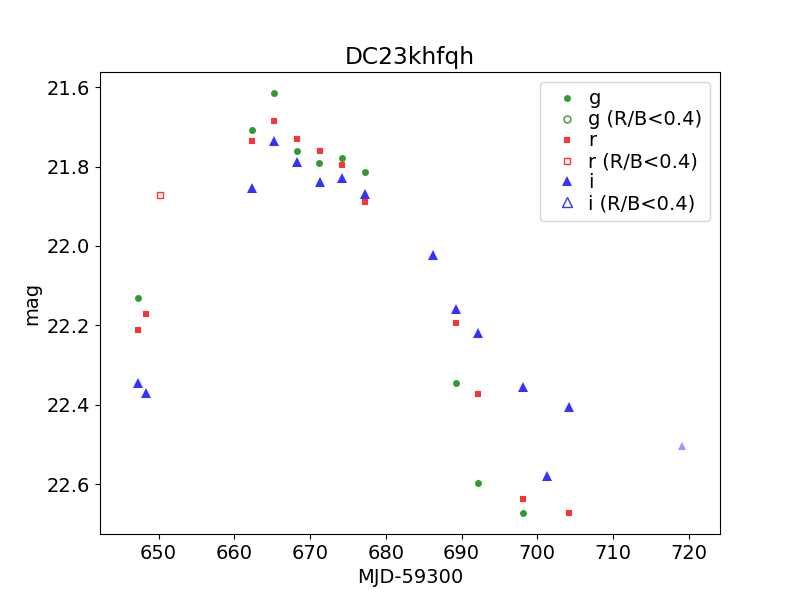 DC23khfqh
21.6
21.8
22.0
22.2
22.4
22.6
mag
650
660
670
680
690
700
710
720
MJD-59300
g
g (R/B<0.4)
r
r (R/B<0.4)
i
i (R/B<0.4)